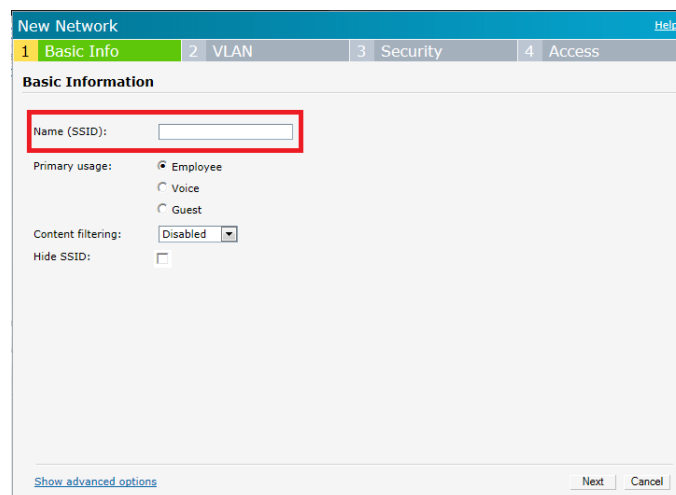 New Network Help
1 Basic Info 2 VLAN 3 Security 4 Access
Basic Information
Name (SSID):
Primary usage: Employee
Voice
Guest
Content filtering: Disabled
Hide SSID:
Show advanced options Next Cancel